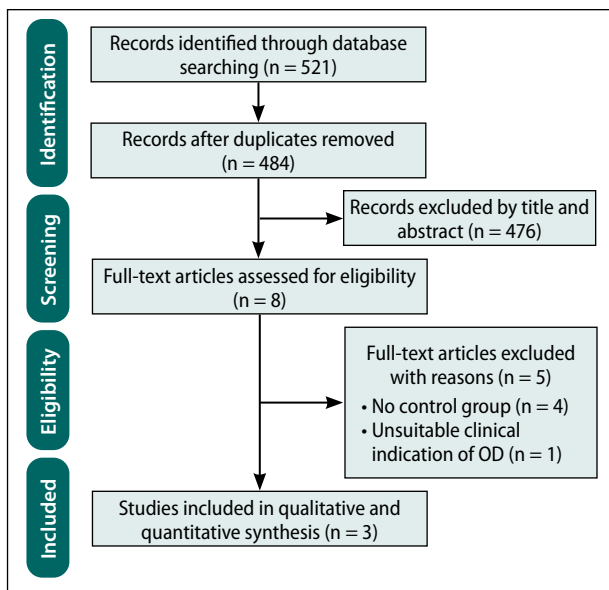 Identification
Records identified through database
searching (n = 521)
Records after duplicates removed
(n = 484)
Screening
Records excluded by title and
abstract (n = 476)
Full-text articles assessed for eligibility
(n = 8)
Eligibility
Full-text articles excluded
with reasons (n = 5)
• No control group (n = 4)
• Unsuitable clinical
indication of OD (n = 1)
Included
Studies included in qualitative and
quantitative synthesis (n = 3)